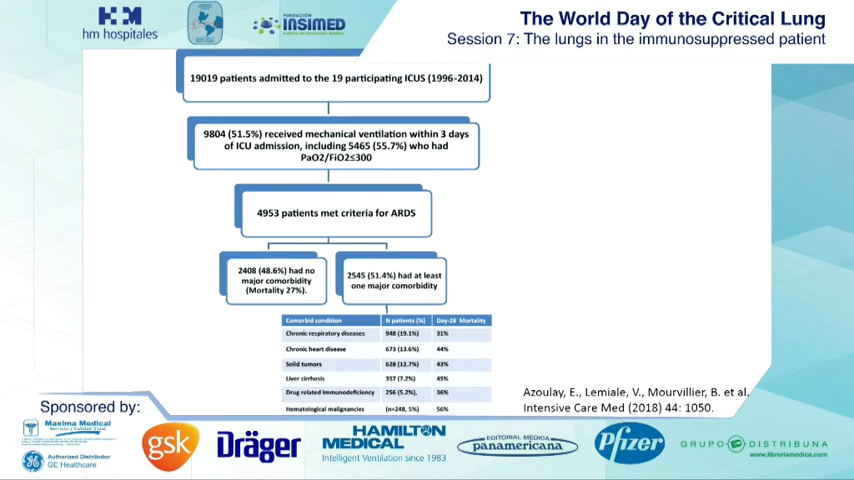 The World Day of the Critical Lung
Session 7: The lungs in the immunosuppressed patient
HM
hm hospitales
FUNDACIÓN
INSIMED
19019 patients admitted to the 19 participating ICUS (1996-2014)
9804 (51.5%) received mechanical ventilation within 3 days
of ICU admission, including 5465 (55.7%) who had
PaO2/FiO2≤300
4953 patients met criteria for ARDS
2408 (48.6%) had no
major comorbidity
(Mortality 27%).
2545 (51.4%) had at least
one major comorbidity
Comorbid condition N patients (%) Day-28 Mortality
Chronic respiratory diseases 948 (19.1%) 31%
Chronic heart disease 673 (13.6%) 44%
Solid tumors 628 (12.7%) 43%
Liver cirrhosis 357 (7.2%) 45%
Drug related immunodeficiency 256 (5.2%), 36%
Hematological malignancies (n=248, 5%) 56%
Azoulay, E., Lemiale, V., Mourvillier, B. et al.
Intensive Care Med (2018) 44: 1050.
Sponsored by:
Maxima Medical
Servicio y Calidad Total
Authorized Distributor
GE Healthcare
gsk
Dräger
HAMILTON
MEDICAL
Intelligent Ventilation since 1983
EDITORIAL MEDICA
panamericana
Pfizer
GRUPO DISTRIBUNA
www.libreriamedica.com